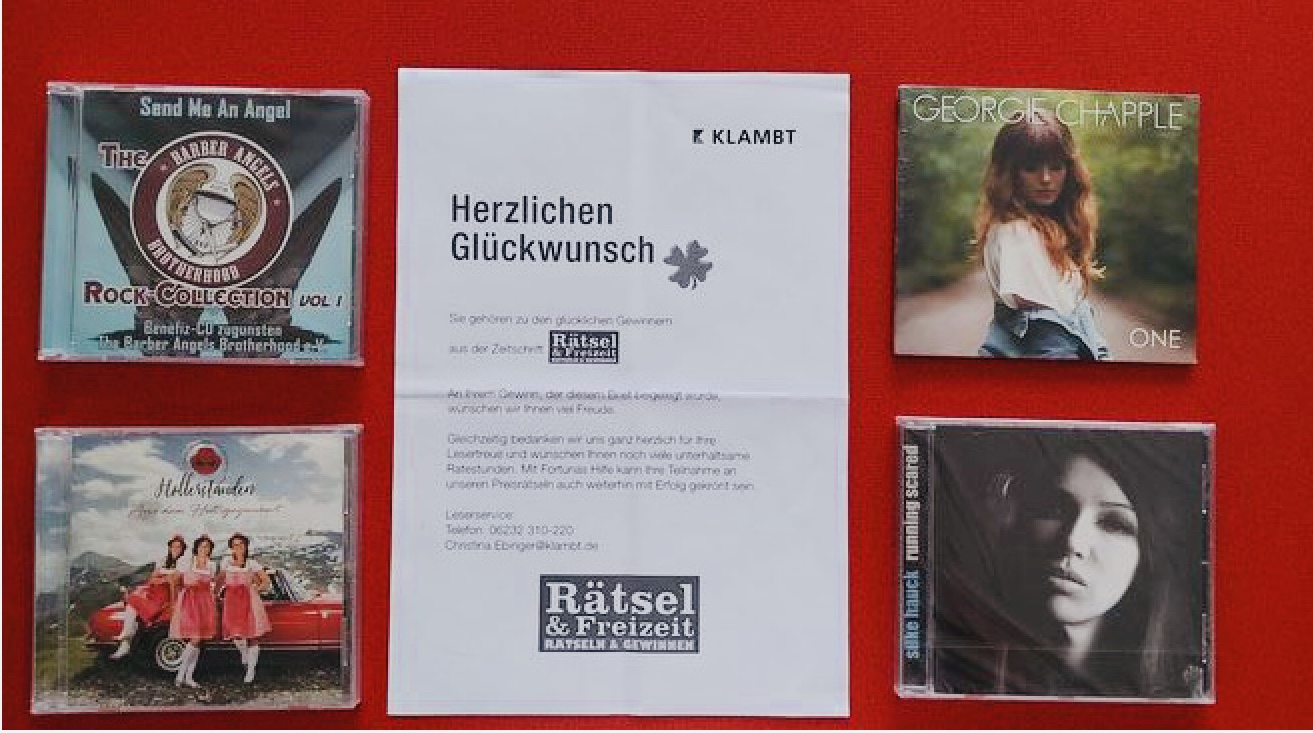 Send Me An Angel
THE
BARBER ANGELS
BROTHERHOOD
ROCK-COLLECTION VOL 1
Benefiz-CD zugunsten
The Barber Angels Brotherhood e.V.
Hollerstauden
KLAMBT
Herzlichen
Glückwunsch
Sie gehören zu den glücklichen Gewinnern
aus der Zeitschrift Rätsel
& Freizeit
RÄTSELN & GEWINNEN
An Ihrem Gewinn, der diesem Brief beigelegt wurde,
wünschen wir Ihnen viel Freude.
Gleichzeitig bedanken wir uns ganz herzlich für Ihre
Lesertreue und wünschen Ihnen noch viele unterhaltsame
Ratestunden. Mit Fortunas Hilfe kann Ihre Teilnahme an
unseren Preisrätseln auch weiterhin mit Erfolg gekrönt sein.
Leserservice:
Telefon: 06232 310-220
Christina.Ebinger@klambt.de
Rätsel
& Freizeit
RÄTSELN & GEWINNEN
GEORGIE CHAPPLE
ONE
silke hauck running scared